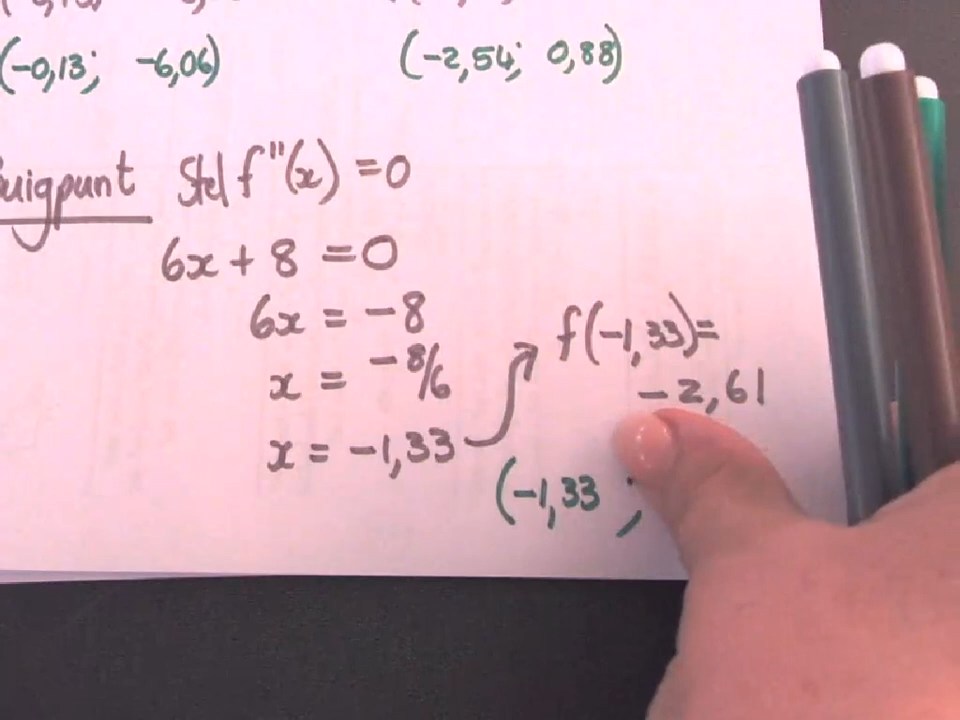 (-0,13; -6,06) (-2,54; 0,88)
uigpunt Stel f"(x) = 0
6x + 8 = 0
6x = -8
x = -8/6
x = -1,33
f(-1,33) =
-2,61
(-1,33 ;